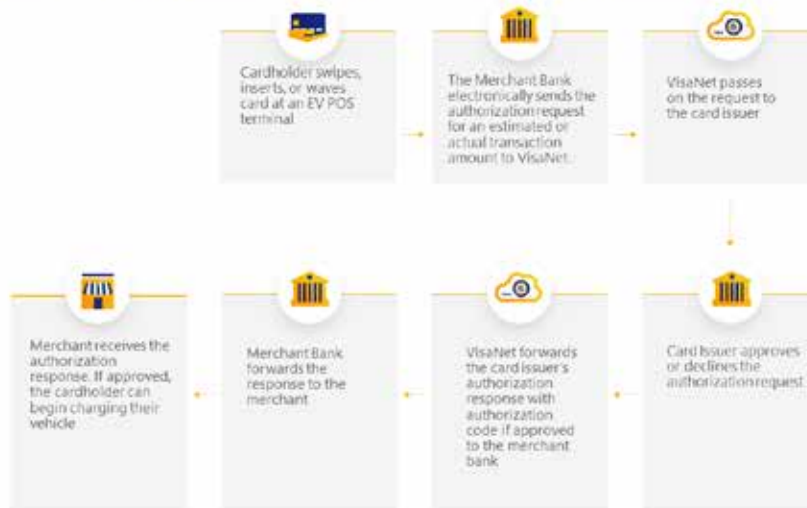 Cardholder swipes,
inserts, or waves
card at an EV POS
terminal
The Merchant Bank
electronically sends the
authorization request
for an estimated or
actual transaction
amount to VisaNet.
VisaNet passes
on the request to
the card issuer
Card Issuer approves
or declines the
authorization request
VisaNet forwards
the card issuer's
authorization
response with
authorization
code if approved
to the merchant
bank
Merchant Bank
forwards the
response to the
merchant
Merchant receives the
authorization
response. If approved,
the cardholder can
begin charging their
vehicle